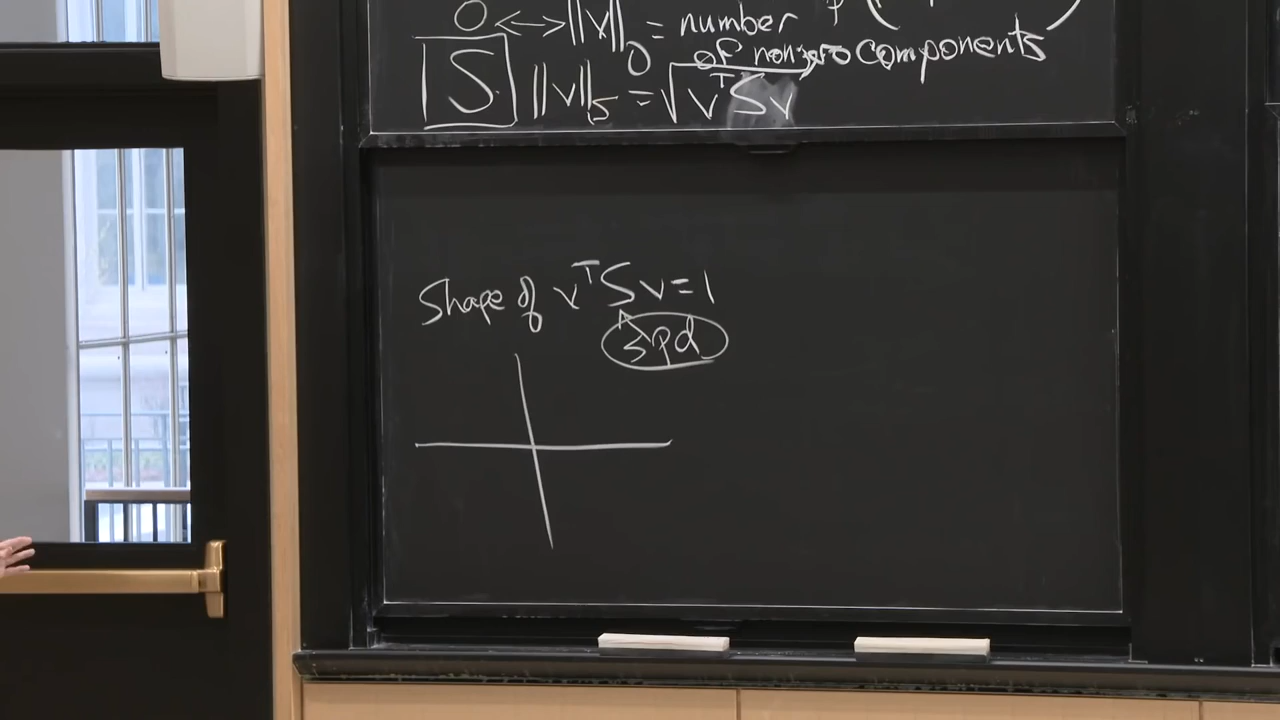 0 ↔ ‖v‖₀ = number
of nonzero components
S ‖v‖ₛ = √vᵀSv
Shape of vᵀSv=1
spd